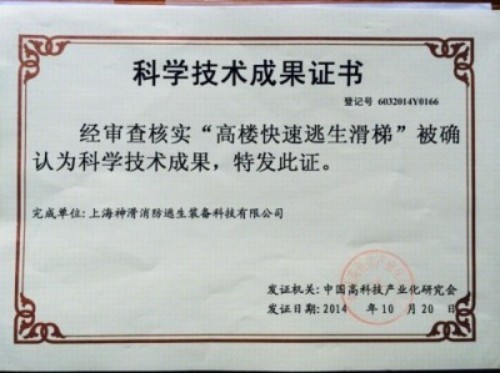 科学技术成果证书
登记号 6032014Y0166
经审查核实“高楼快速逃生滑梯”被确
认为科学技术成果，特发此证。
完成单位: 上海神滑消防逃生装备科技有限公司
发证机关: 中国高科技产业化研究会
发证日期: 2014 年 10 月 20 日